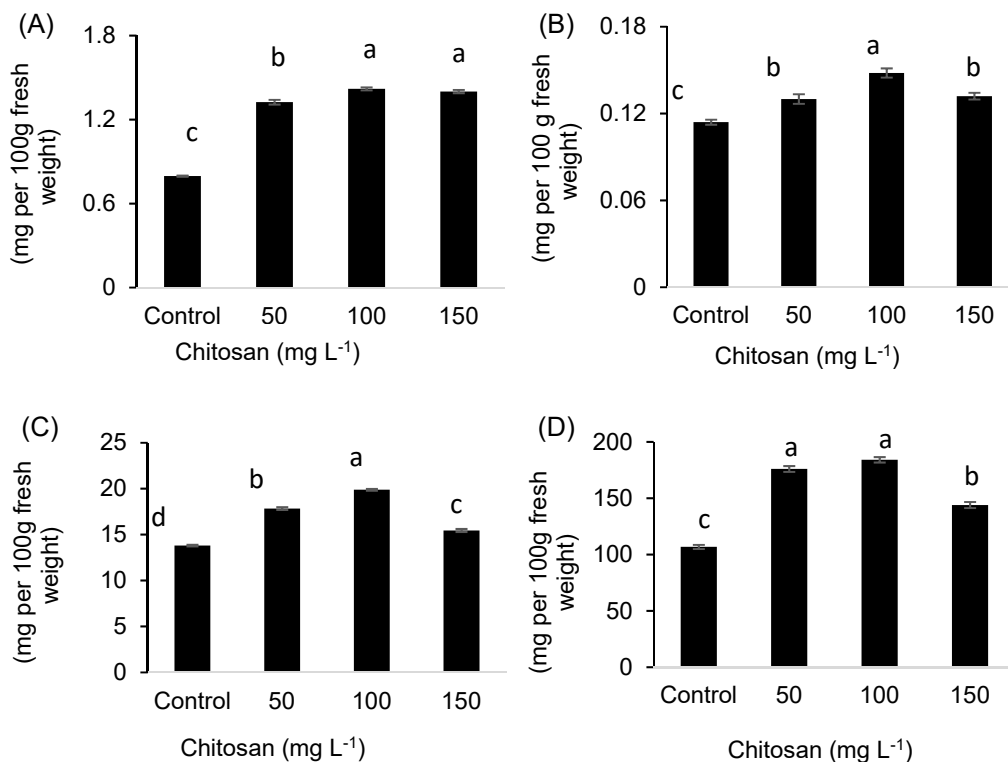 (A)
(mg per 100g fresh
weight)
1.8
1.2
0.6
0
c
b
a
a
Control 50 100 150
Chitosan (mg L-1)
(B)
(mg per 100 g fresh
weight)
0.18
0.12
0.06
0
c
b
a
b
Control 50 100 150
Chitosan (mg L-1)
(C)
(mg per 100g fresh
weight)
25
20
15
10
5
0
d
b
a
c
Control 50 100 150
Chitosan (mg L-1)
(D)
(mg per 100g fresh
weight)
200
150
100
50
0
c
a
a
b
Control 50 100 150
Chitosan (mg L-1)